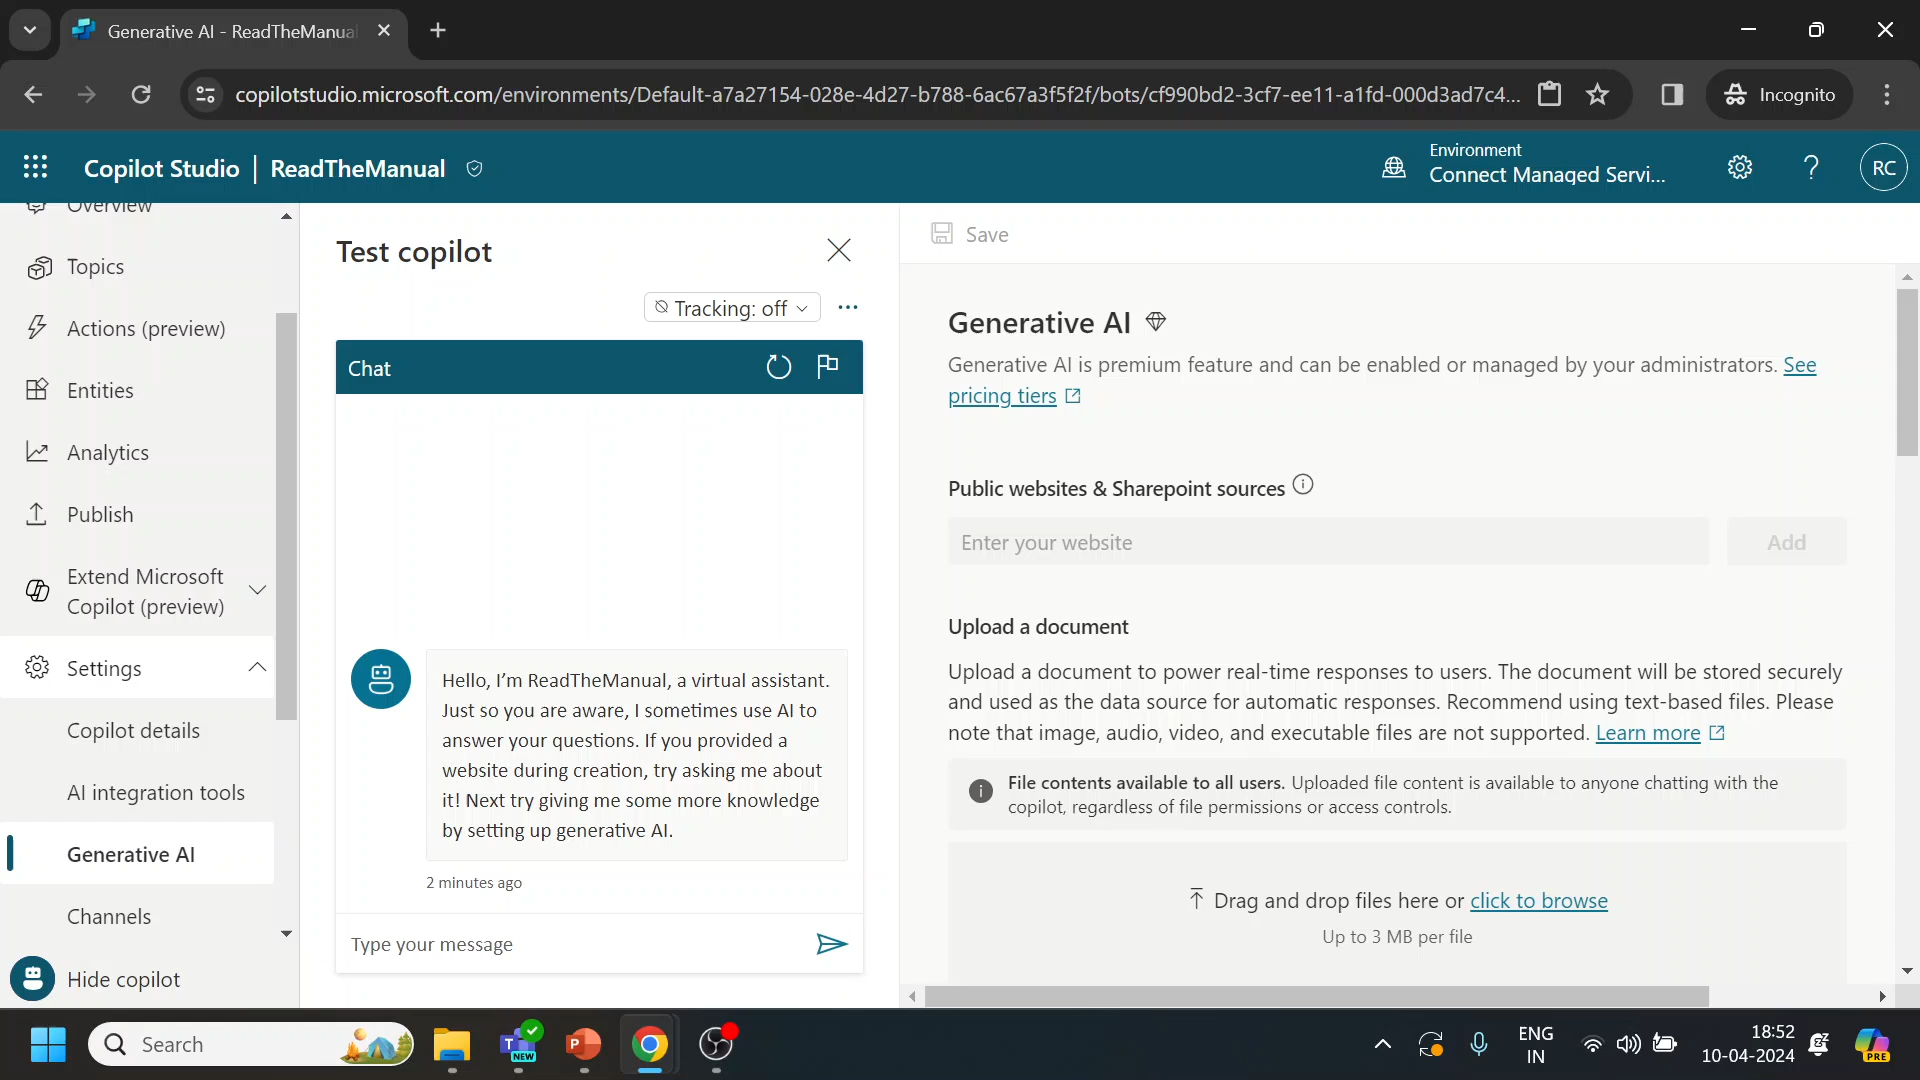 Generative AI - ReadTheManua
copilotstudio.microsoft.com/environments/Default-a7a27154-028e-4d27-b788-6ac67a3f5f2f/bots/cf990bd2-3cf7-ee11-a1fd-000d3ad7c4...
Incognito
Copilot Studio | ReadTheManual
Environment
Connect Managed Servi...
?
RC
Overview
Topics
Actions (preview)
Entities
Analytics
Publish
Extend Microsoft
Copilot (preview)
Settings
Copilot details
AI integration tools
Generative AI
Channels
Hide copilot
Test copilot
Tracking: off
Chat
Hello, I’m ReadTheManual, a virtual assistant.
Just so you are aware, I sometimes use AI to
answer your questions. If you provided a
website during creation, try asking me about
it! Next try giving me some more knowledge
by setting up generative AI.
2 minutes ago
Type your message
Save
Generative AI
Generative AI is premium feature and can be enabled or managed by your administrators. See
pricing tiers
Public websites & Sharepoint sources
Enter your website
Add
Upload a document
Upload a document to power real-time responses to users. The document will be stored securely
and used as the data source for automatic responses. Recommend using text-based files. Please
note that image, audio, video, and executable files are not supported. Learn more
File contents available to all users. Uploaded file content is available to anyone chatting with the
copilot, regardless of file permissions or access controls.
Drag and drop files here or click to browse
Up to 3 MB per file
Search
T
NEW
P
ENG
IN
18:52
10-04-2024
PRE